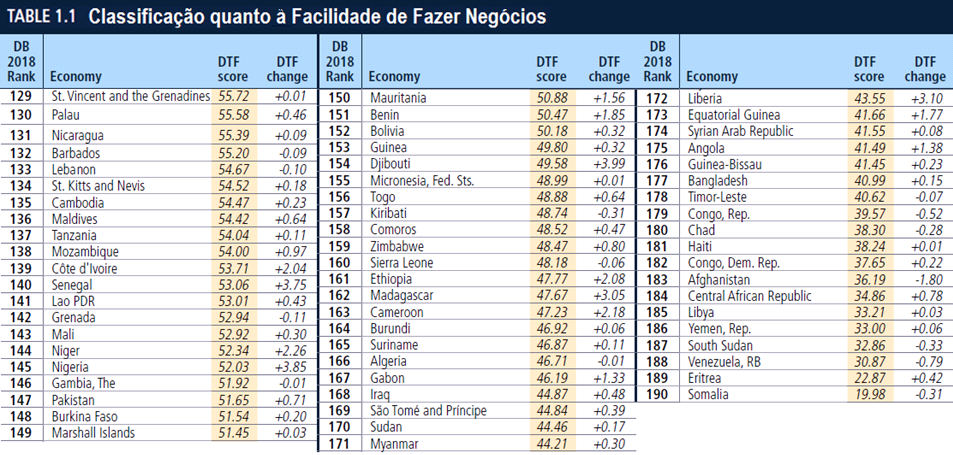 TABLE 1.1 Classificação quanto à Facilidade de Fazer Negócios
DB 2018 Rank Economy DTF score DTF change
129 St. Vincent and the Grenadines 55.72 +0.01
130 Palau 55.58 +0.46
131 Nicaragua 55.39 +0.09
132 Barbados 55.20 -0.09
133 Lebanon 54.67 -0.10
134 St. Kitts and Nevis 54.52 +0.18
135 Cambodia 54.47 +0.23
136 Maldives 54.42 +0.64
137 Tanzania 54.04 +0.11
138 Mozambique 54.00 +0.97
139 Côte d'Ivoire 53.71 +2.04
140 Senegal 53.06 +3.75
141 Lao PDR 53.01 +0.43
142 Grenada 52.94 -0.11
143 Mali 52.92 +0.30
144 Niger 52.34 +2.26
145 Nigeria 52.03 +3.85
146 Gambia, The 51.92 -0.01
147 Pakistan 51.65 +0.71
148 Burkina Faso 51.54 +0.20
149 Marshall Islands 51.45 +0.03
DB 2018 Rank Economy DTF score DTF change
150 Mauritania 50.88 +1.56
151 Benin 50.47 +1.85
152 Bolivia 50.18 +0.32
153 Guinea 49.80 +0.32
154 Djibouti 49.58 +3.99
155 Micronesia, Fed. Sts. 48.99 +0.01
156 Togo 48.88 +0.64
157 Kiribati 48.74 -0.31
158 Comoros 48.52 +0.47
159 Zimbabwe 48.47 +0.80
160 Sierra Leone 48.18 -0.06
161 Ethiopia 47.77 +2.08
162 Madagascar 47.67 +3.05
163 Cameroon 47.23 +2.18
164 Burundi 46.92 +0.06
165 Suriname 46.87 +0.11
166 Algeria 46.71 -0.01
167 Gabon 46.19 +1.33
168 Iraq 44.87 +0.48
169 São Tomé and Príncipe 44.84 +0.39
170 Sudan 44.46 +0.17
171 Myanmar 44.21 +0.30
DB 2018 Rank Economy DTF score DTF change
172 Liberia 43.55 +3.10
173 Equatorial Guinea 41.66 +1.77
174 Syrian Arab Republic 41.55 +0.08
175 Angola 41.49 +1.38
176 Guinea-Bissau 41.45 +0.23
177 Bangladesh 40.99 +0.15
178 Timor-Leste 40.62 -0.07
179 Congo, Rep. 39.57 -0.52
180 Chad 38.30 -0.28
181 Haiti 38.24 +0.01
182 Congo, Dem. Rep. 37.65 +0.22
183 Afghanistan 36.19 -1.80
184 Central African Republic 34.86 +0.78
185 Libya 33.21 +0.03
186 Yemen, Rep. 33.00 +0.06
187 South Sudan 32.86 -0.33
188 Venezuela, RB 30.87 -0.79
189 Eritrea 22.87 +0.42
190 Somalia 19.98 -0.31